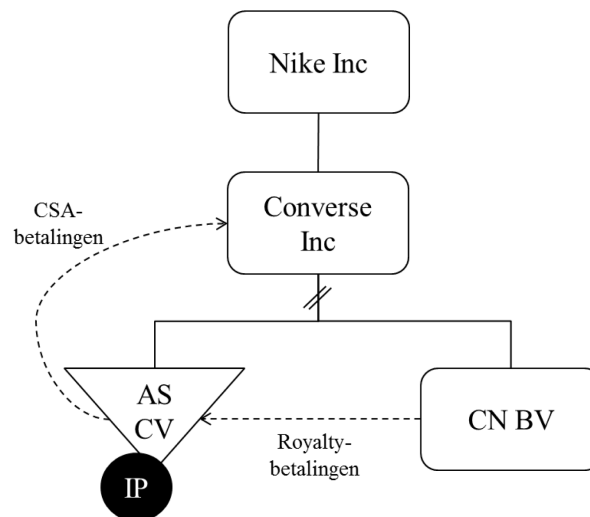 Nike Inc
Converse
Inc
CSA-
betalingen
AS
CV
CN BV
Royalty-
betalingen
IP